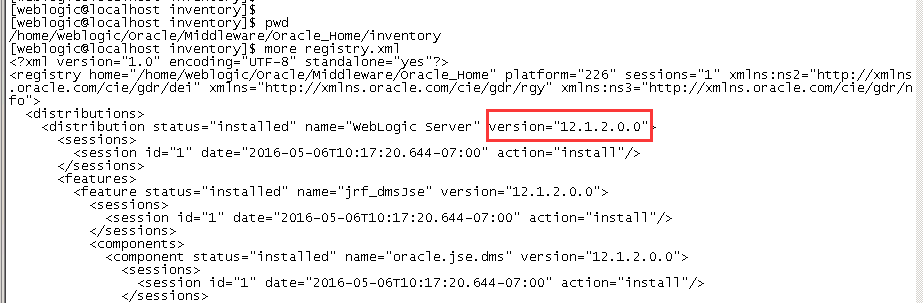 [weblogic@localhost inventory]$
[weblogic@localhost inventory]$
[weblogic@localhost inventory]$ pwd
/home/weblogic/Oracle/Middleware/Oracle_Home/inventory
[weblogic@localhost inventory]$ more registry.xml
<?xml version="1.0" encoding="UTF-8" standalone="yes"?>
<registry home="/home/weblogic/Oracle/Middleware/Oracle_Home" platform="226" sessions="1" xmlns:ns2="http://xmlns
.oracle.com/cie/gdr/dei" xmlns="http://xmlns.oracle.com/cie/gdr/rgy" xmlns:ns3="http://xmlns.oracle.com/cie/gdr/n
fo">
  <distributions>
    <distribution status="installed" name="WebLogic Server" version="12.1.2.0.0">
      <sessions>
        <session id="1" date="2016-05-06T10:17:20.644-07:00" action="install"/>
      </sessions>
      <features>
        <feature status="installed" name="jrf_dmsJse" version="12.1.2.0.0">
          <sessions>
            <session id="1" date="2016-05-06T10:17:20.644-07:00" action="install"/>
          </sessions>
          <components>
            <component status="installed" name="oracle.jse.dms" version="12.1.2.0.0">
              <sessions>
                <session id="1" date="2016-05-06T10:17:20.644-07:00" action="install"/>
              </sessions>